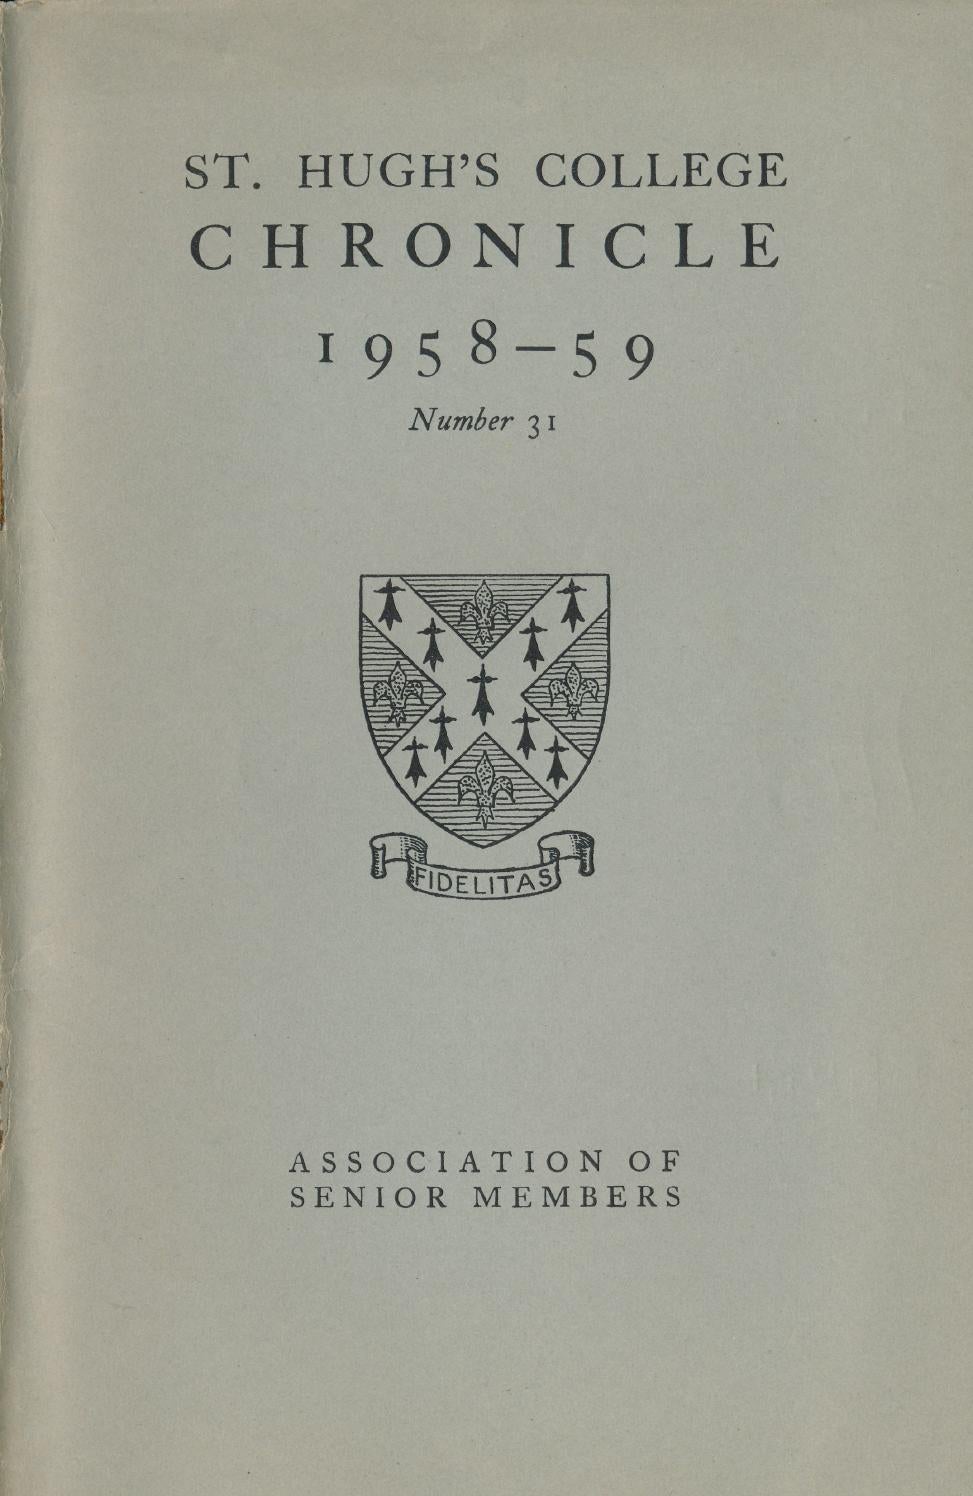 ST. HUGH'S COLLEGE
CHRONICLE
1958–59
Number 31
FIDELITAS
ASSOCIATION OF
SENIOR MEMBERS